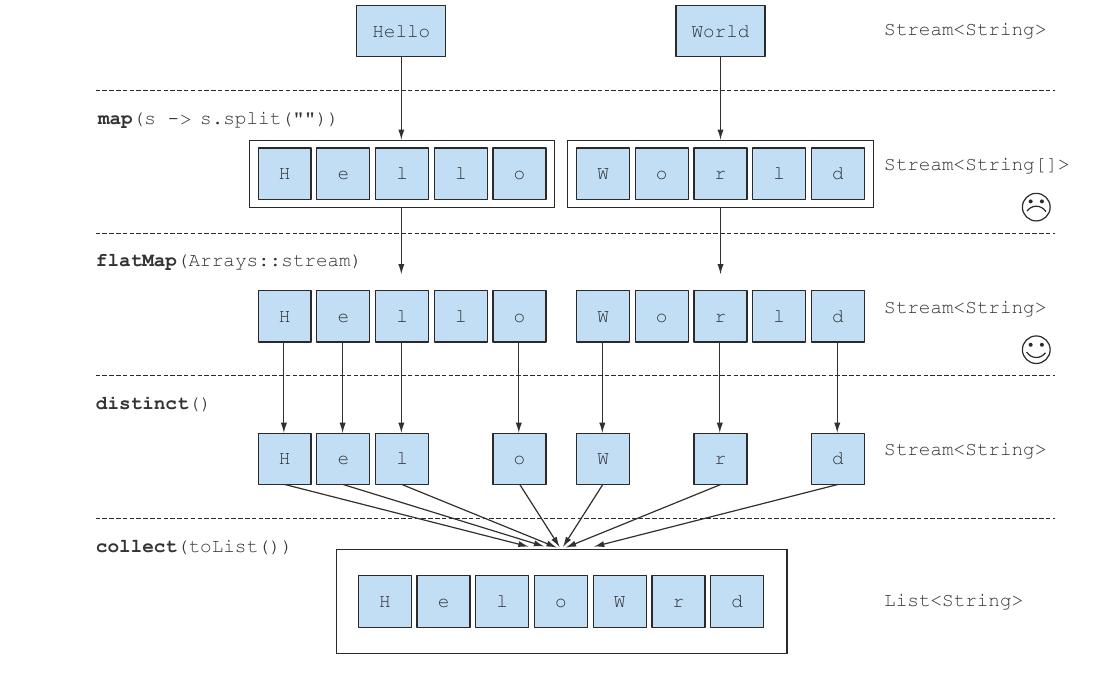 Hello World Stream<String>
map(s -> s.split(""))
H e l l o W o r l d Stream<String[]>
flatMap(Arrays::stream)
H e l l o W o r l d Stream<String>
distinct()
H e l o W r d Stream<String>
collect(toList())
H e l o W r d List<String>